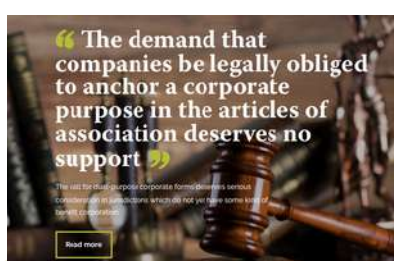 “ The demand that
companies be legally obliged
to anchor a corporate
purpose in the articles of
association deserves no
support ”
The call for dual-purpose corporate forms deserves serious
consideration in jurisdictions which do not yet have some kind of
benefit corporation.
Read more